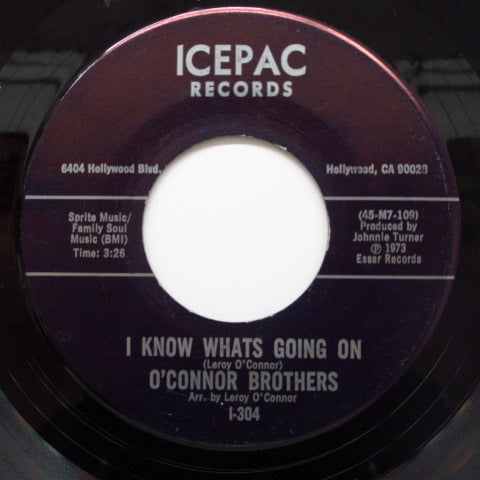 ICEPAC
RECORDS
6404 Hollywood Blvd.
Hollywood, CA 90028
Sprite Music/
Family Soul
Music (BMI)
Time: 3:26
(45-M7-109)
Produced by
Johnnie Turner
℗ 1973
Essar Records
I KNOW WHATS GOING ON
(Leroy O'Connor)
O'CONNOR BROTHERS
Arr. by Leroy O'Connor
I-304